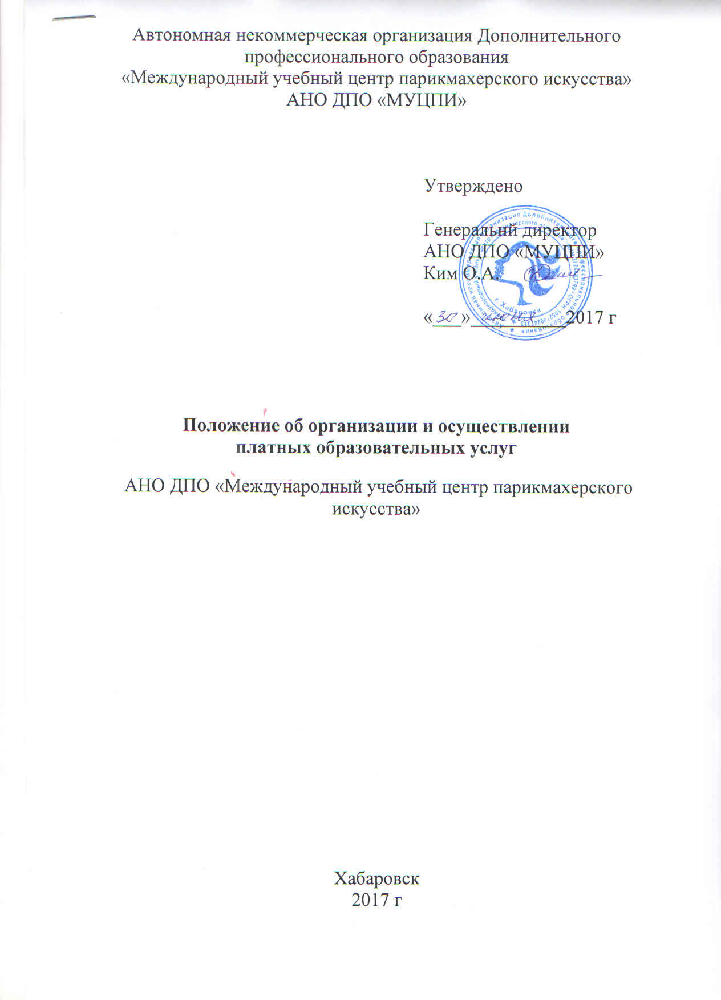 Автономная некоммерческая организация Дополнительного
профессионального образования
«Международный учебный центр парикмахерского искусства»
АНО ДПО «МУЦПИ»
Утверждено
Генеральнй директор
АНО ДПО «МУЦПИ»
Ким О.А.
г. Хабаровск
«30» июня 2017 г
Положение об организации и осуществлении
платных образовательных услуг
АНО ДПО «Международный учебный центр парикмахерского
искусства»
Хабаровск
2017 г